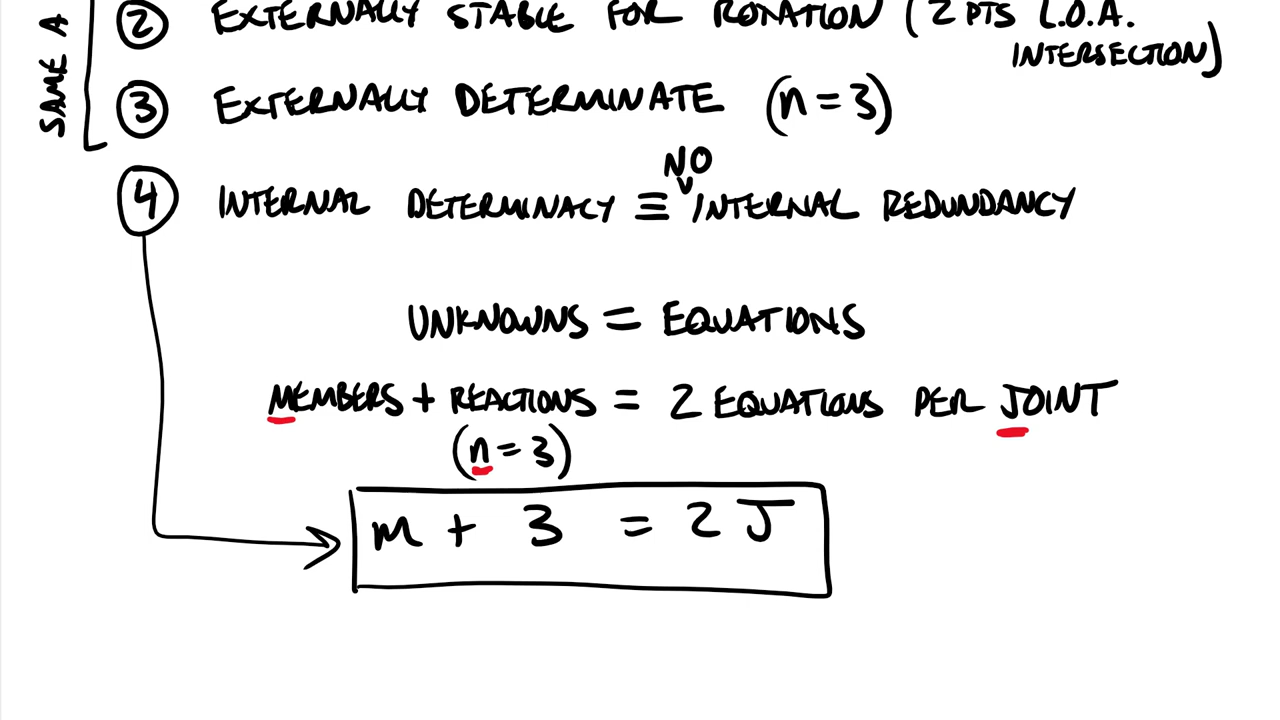 SAME A
② EXTERNALLY STABLE FOR ROTATION (2 PTS L.O.A. INTERSECTION)
③ EXTERNALLY DETERMINATE (n = 3)
④ INTERNAL DETERMINACY ≡ NO INTERNAL REDUNDANCY
UNKNOWNS = EQUATIONS
MEMBERS + REACTIONS = 2 EQUATIONS PER JOINT
(n = 3)
m + 3 = 2 J